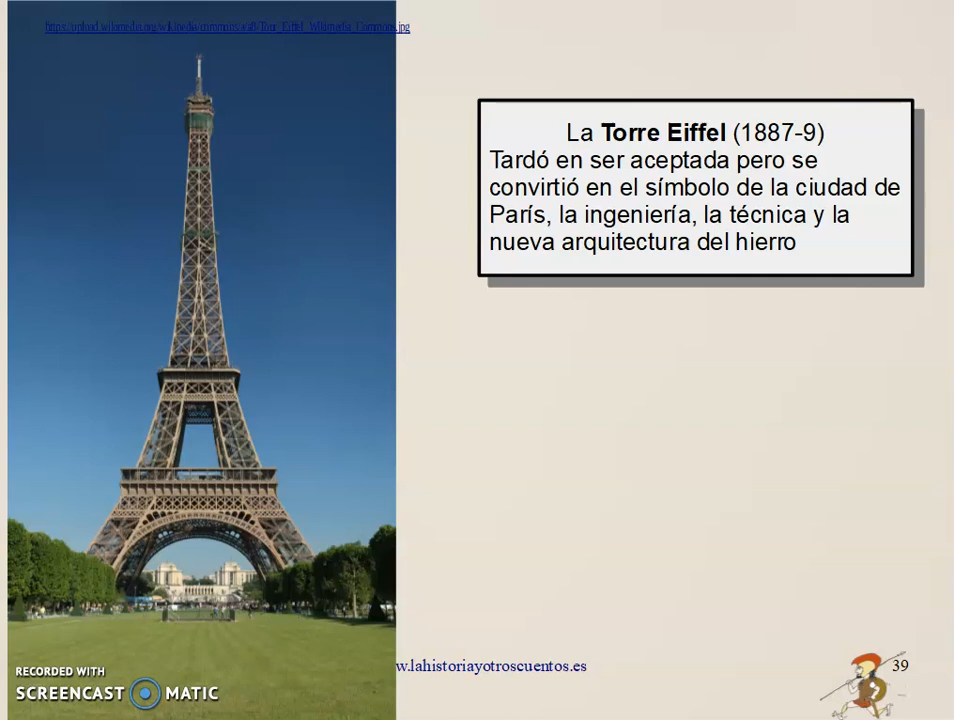 La Torre Eiffel (1887-9)
Tardó en ser aceptada pero se
convirtió en el símbolo de la ciudad de
París, la ingeniería, la técnica y la
nueva arquitectura del hierro
w.lahistoriayotroscuentos.es
39
RECORDED WITH
SCREENCAST MATIC